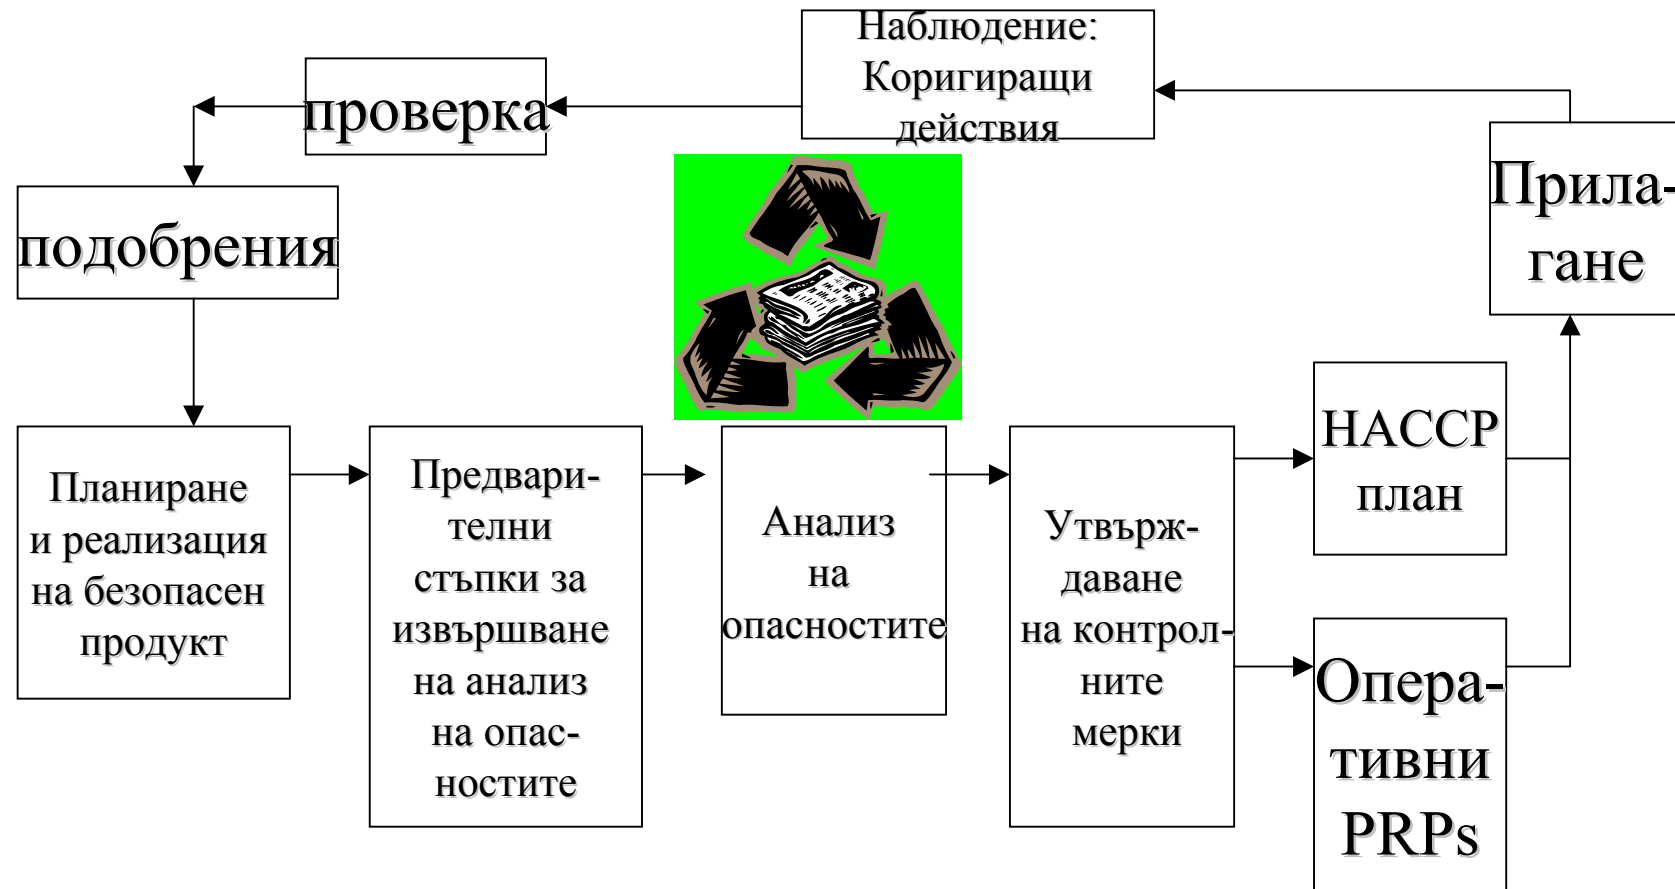 Наблюдение:
Коригиращи
действия
проверка
Прила-
гане
подобрения
Планиране
и реализация
на безопасен
продукт
Предвари-
телни
стъпки за
извършване
на анализ
на опас-
ностите
Анализ
на
опасностите
Утвърж-
даване
на контрол-
ните
мерки
НАССР
план
Опера-
тивни
PRPs